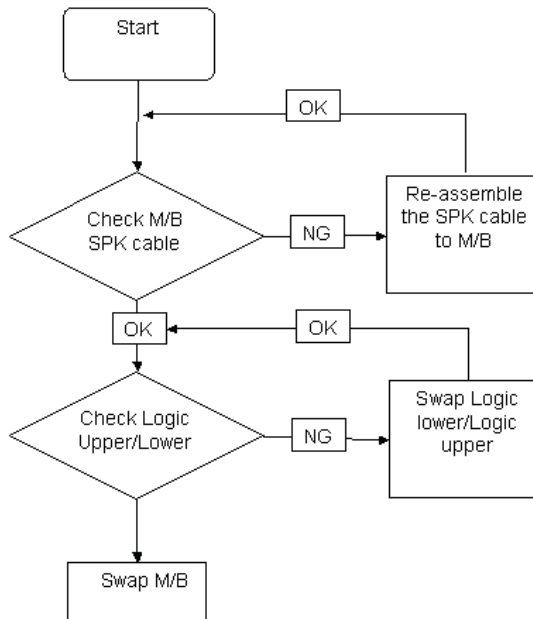 Start
OK
Check M/B
SPK cable
NG
Re-assemble
the SPK cable
to M/B
OK
OK
Check Logic
Upper/Lower
NG
Swap Logic
lower/Logic
upper
Swap M/B